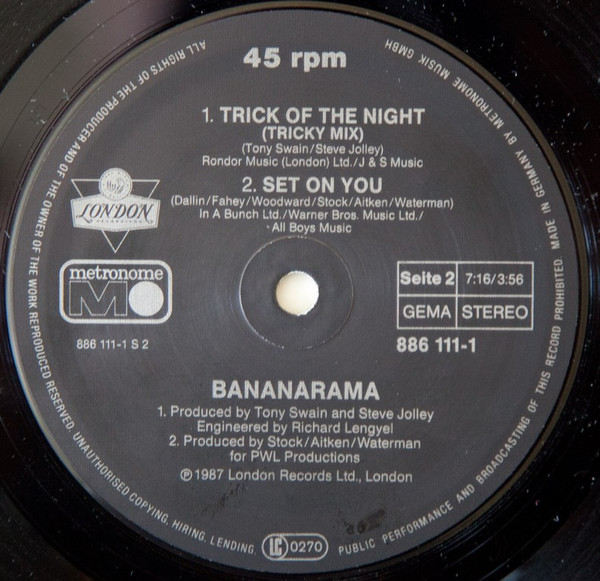 45 rpm
1. TRICK OF THE NIGHT
(TRICKY MIX)
(Tony Swain/Steve Jolley)
Rondor Music (London) Ltd./J & S Music
2. SET ON YOU
(Dallin/Fahey/Woodward/Stock/Aitken/Waterman)
In A Bunch Ltd./Warner Bros. Music Ltd./
All Boys Music
LONDON
metronome
886 111-1 S 2
Seite 2 7:16/3:56
GEMA STEREO
886 111-1
BANANARAMA
1. Produced by Tony Swain and Steve Jolley
Engineered by Richard Lengyel
2. Produced by Stock/Aitken/Waterman
for PWL Productions
℗1987 London Records Ltd., London
LC 0270
ALL RIGHTS OF THE PRODUCER AND OF THE OWNER OF THE WORK REPRODUCED RESERVED. UNAUTHORISED COPYING, HIRING, LENDING, PUBLIC PERFORMANCE AND BROADCASTING OF THIS RECORD PROHIBITED. MADE IN GERMANY BY METRONOME MUSIK GMBH